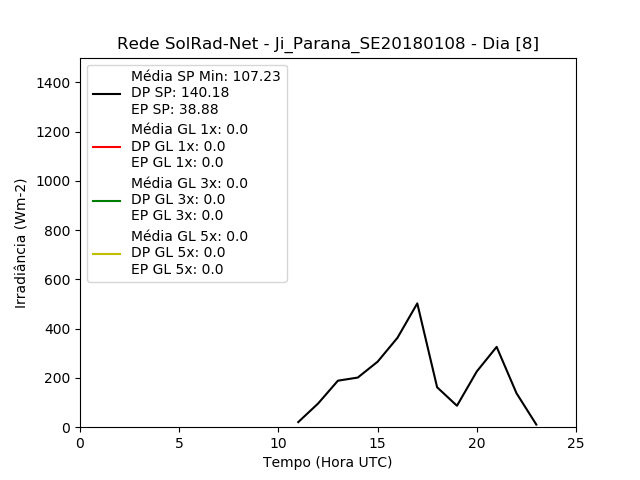 Rede SolRad-Net - Ji_Parana_SE20180108 - Dia [8]
Média SP Min: 107.23
DP SP: 140.18
EP SP: 38.88
Média GL 1x: 0.0
DP GL 1x: 0.0
EP GL 1x: 0.0
Média GL 3x: 0.0
DP GL 3x: 0.0
EP GL 3x: 0.0
Média GL 5x: 0.0
DP GL 5x: 0.0
EP GL 5x: 0.0
Irradiância (Wm-2)
1400
1200
1000
800
600
400
200
0
0 5 10 15 20 25
Tempo (Hora UTC)